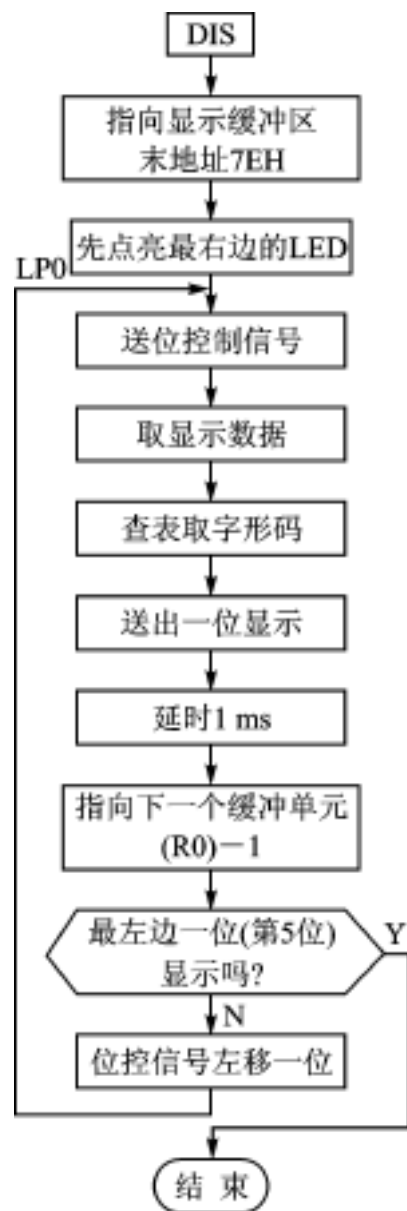 DIS
指向显示缓冲区
末地址7EH
先点亮最右边的LED
LP0
送位控制信号
取显示数据
查表取字形码
送出一位显示
延时1 ms
指向下一个缓冲单元
(R0)－1
最左边一位(第5位)
显示吗?
Y
N
位控信号左移一位
结 束